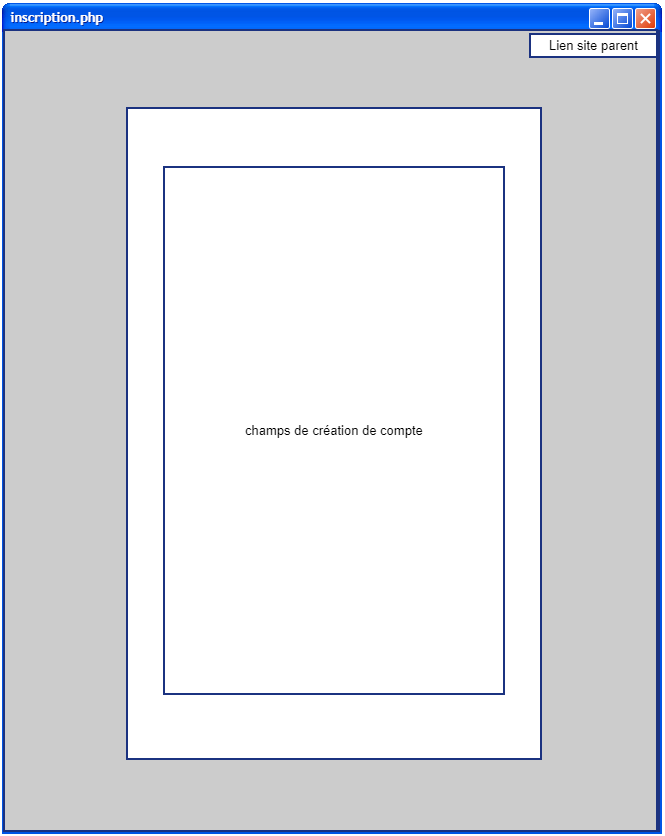 inscription.php
Lien site parent
champs de création de compte